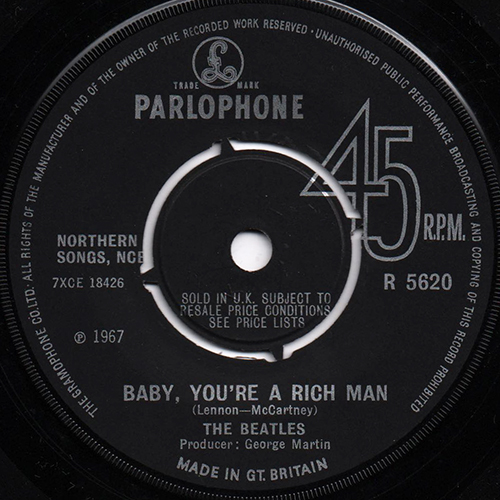 THE GRAMOPHONE CO. LTD. ALL RIGHTS OF THE MANUFACTURER AND OF THE OWNER OF THE RECORDED WORK RESERVED · UNAUTHORISED PUBLIC PERFORMANCE BROADCASTING AND COPYING OF THIS RECORD PROHIBITED
£
TRADE MARK
PARLOPHONE
45
R.P.M.
NORTHERN
SONGS, NCB
7XCE 18426
R 5620
SOLD IN U.K. SUBJECT TO
RESALE PRICE CONDITIONS
SEE PRICE LISTS
℗ 1967
BABY, YOU'RE A RICH MAN
(Lennon—McCartney)
THE BEATLES
Producer: George Martin
MADE IN GT. BRITAIN